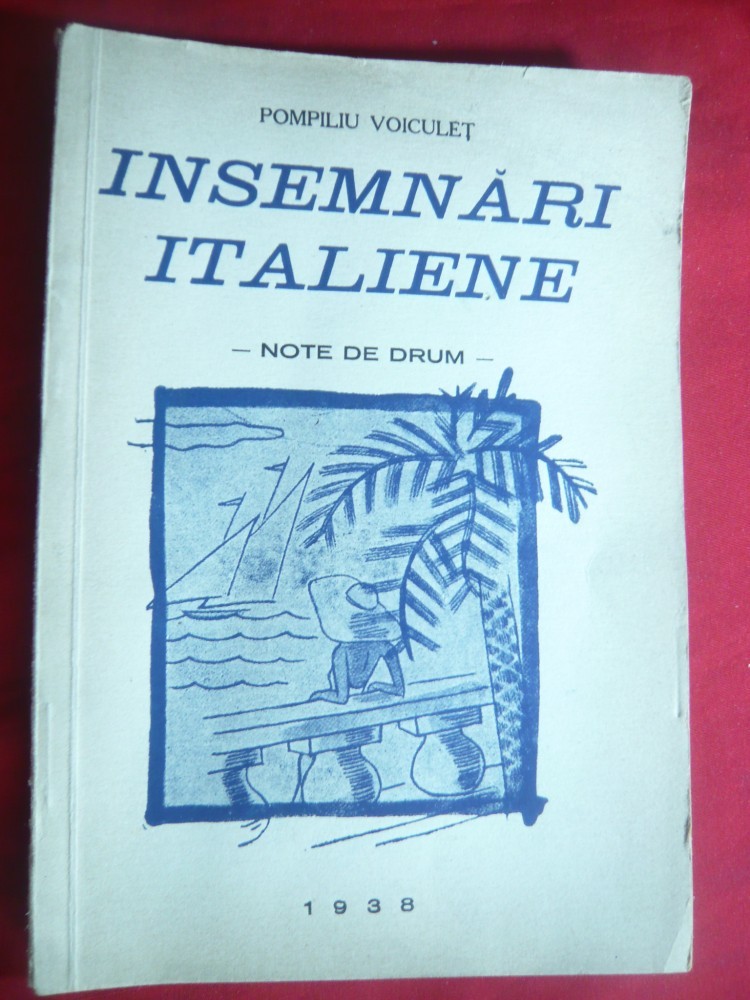 POMPILIU VOICULEȚ
INSEMNĂRI
ITALIENE
— NOTE DE DRUM —
1938